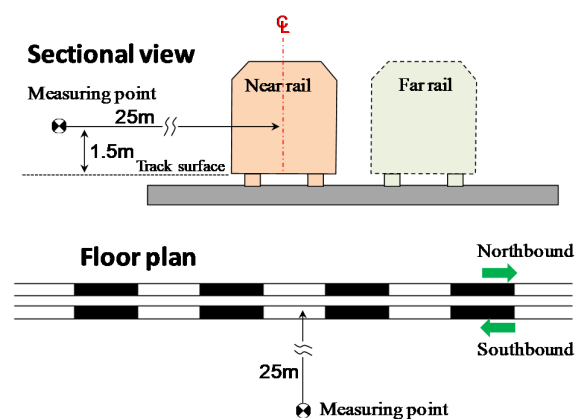 ℄
Sectional view
Near rail
Far rail
Measuring point
25m
1.5m
Track surface
Floor plan
Northbound
Southbound
25m
Measuring point